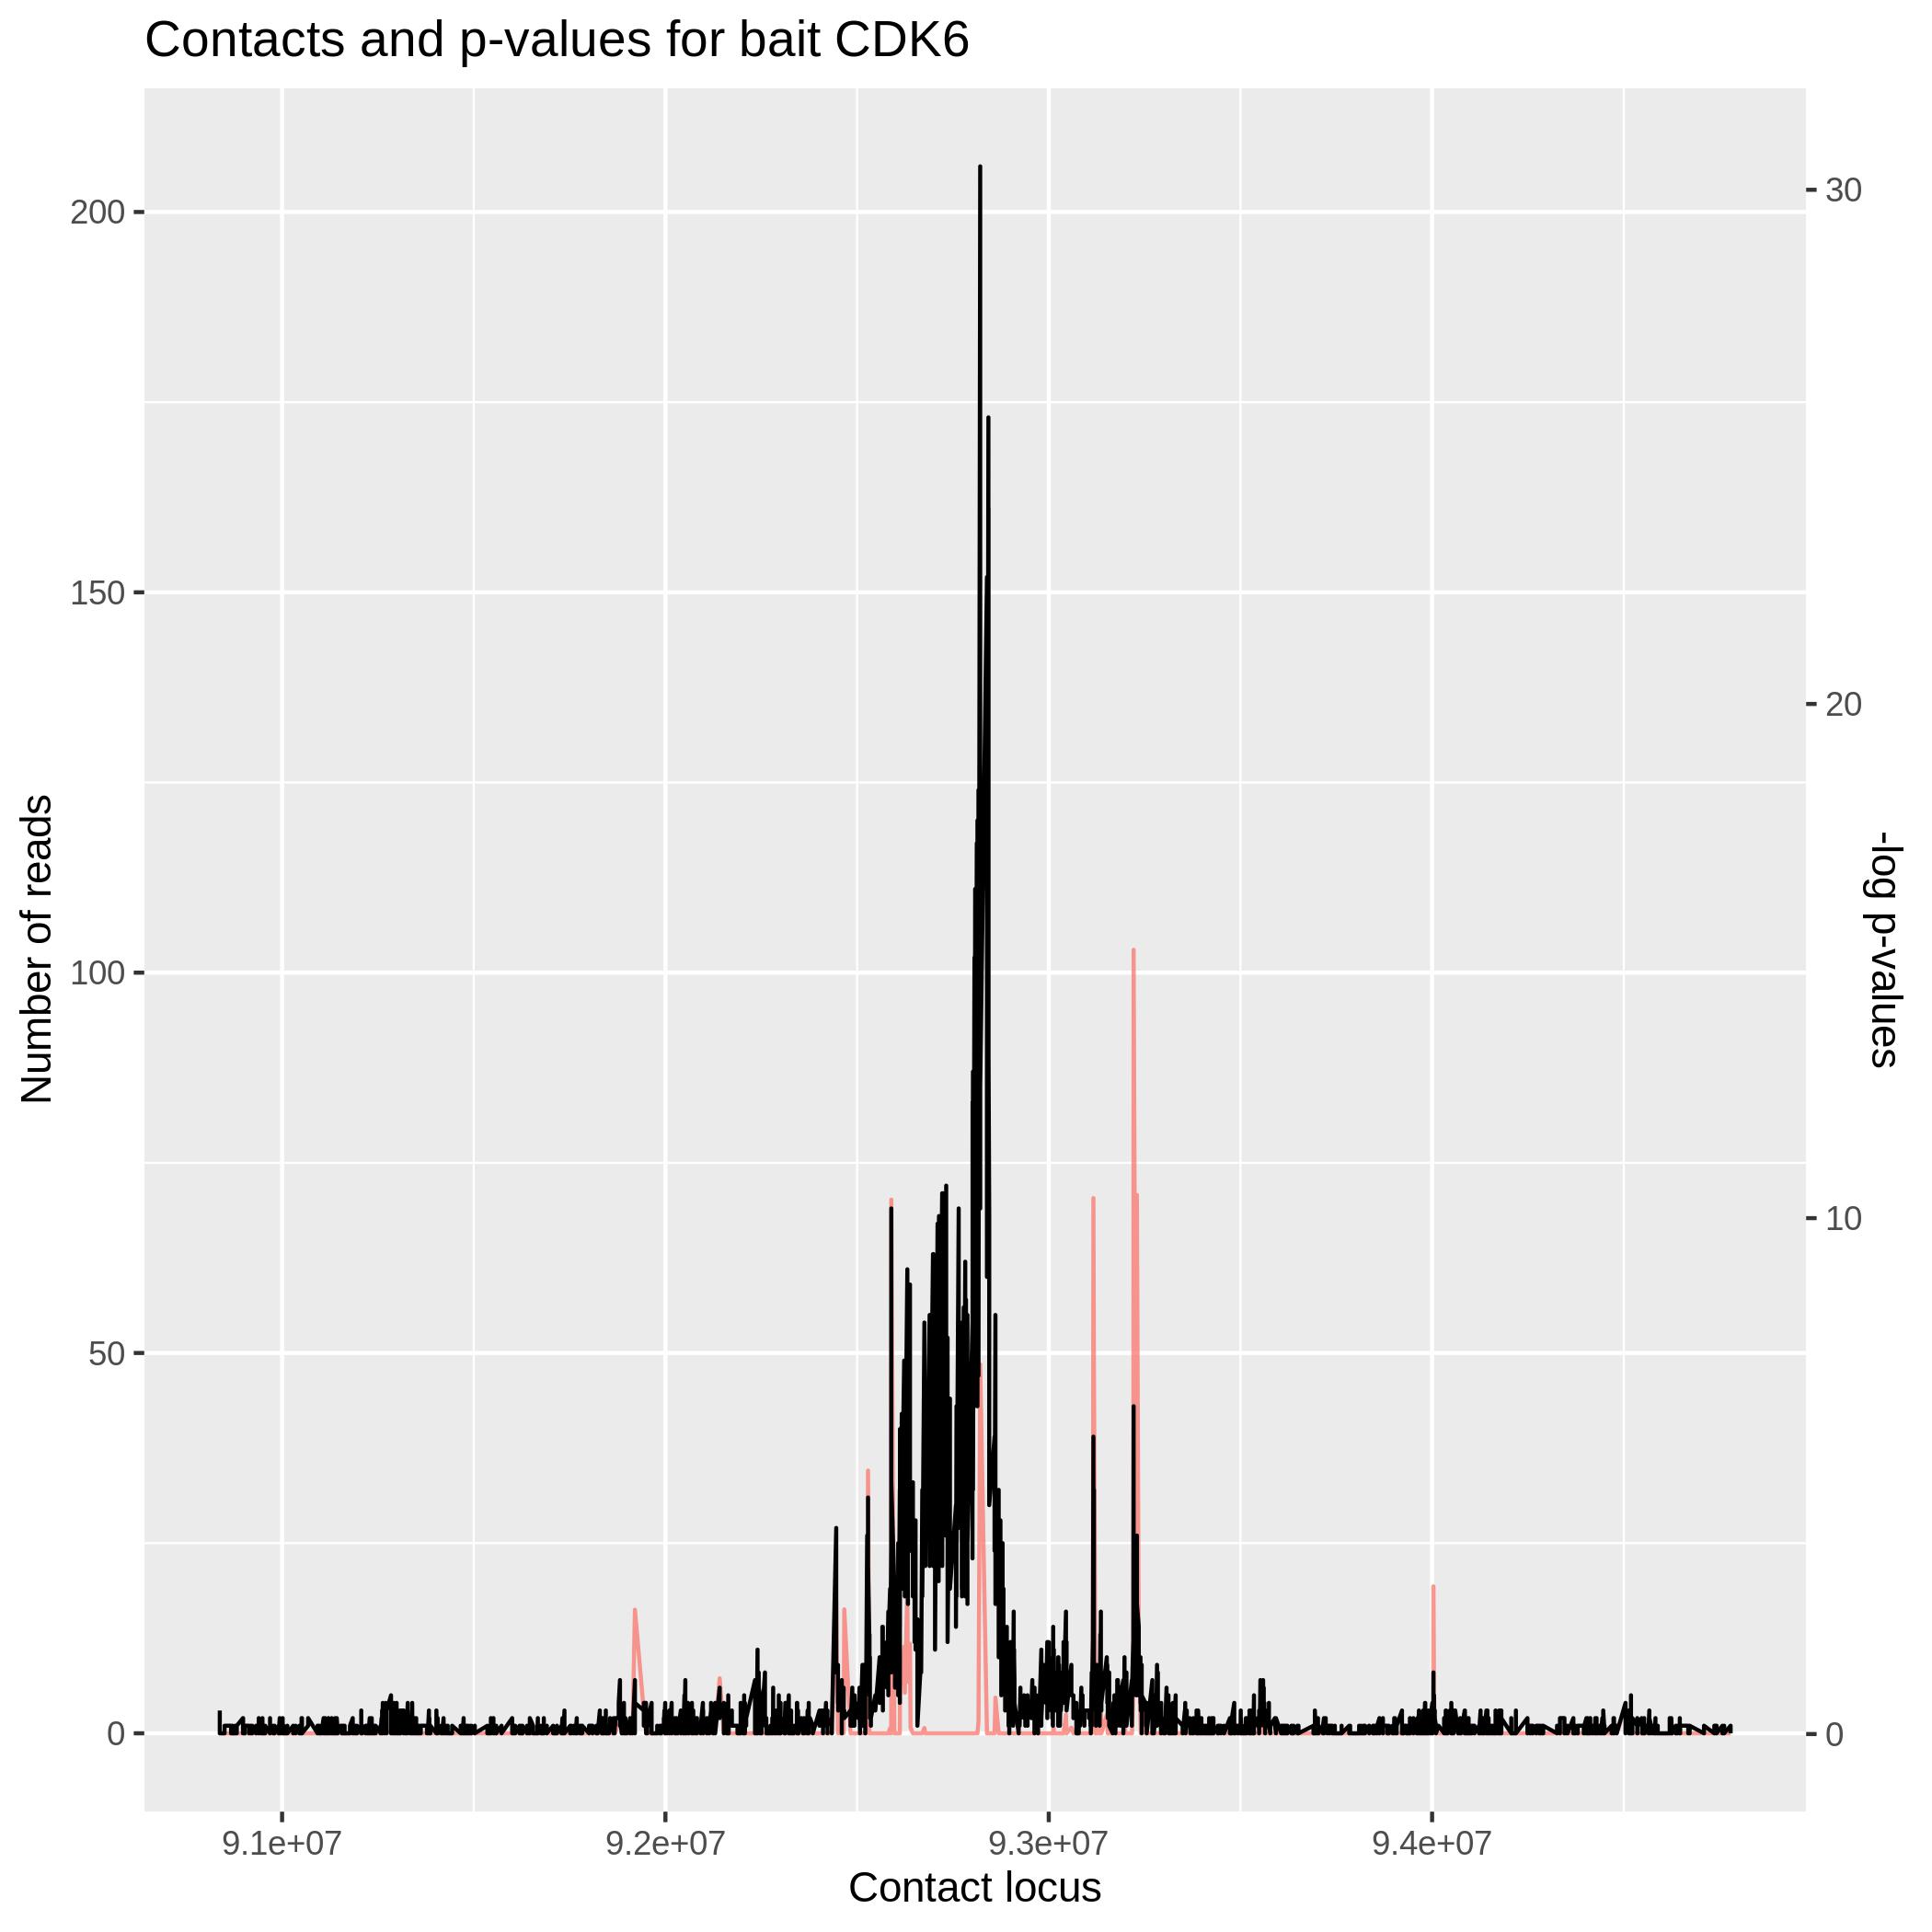 Contacts and p-values for bait CDK6
Number of reads
200
150
100
50
0
30
20
10
0
-log p-values
9.1e+07 9.2e+07 9.3e+07 9.4e+07
Contact locus